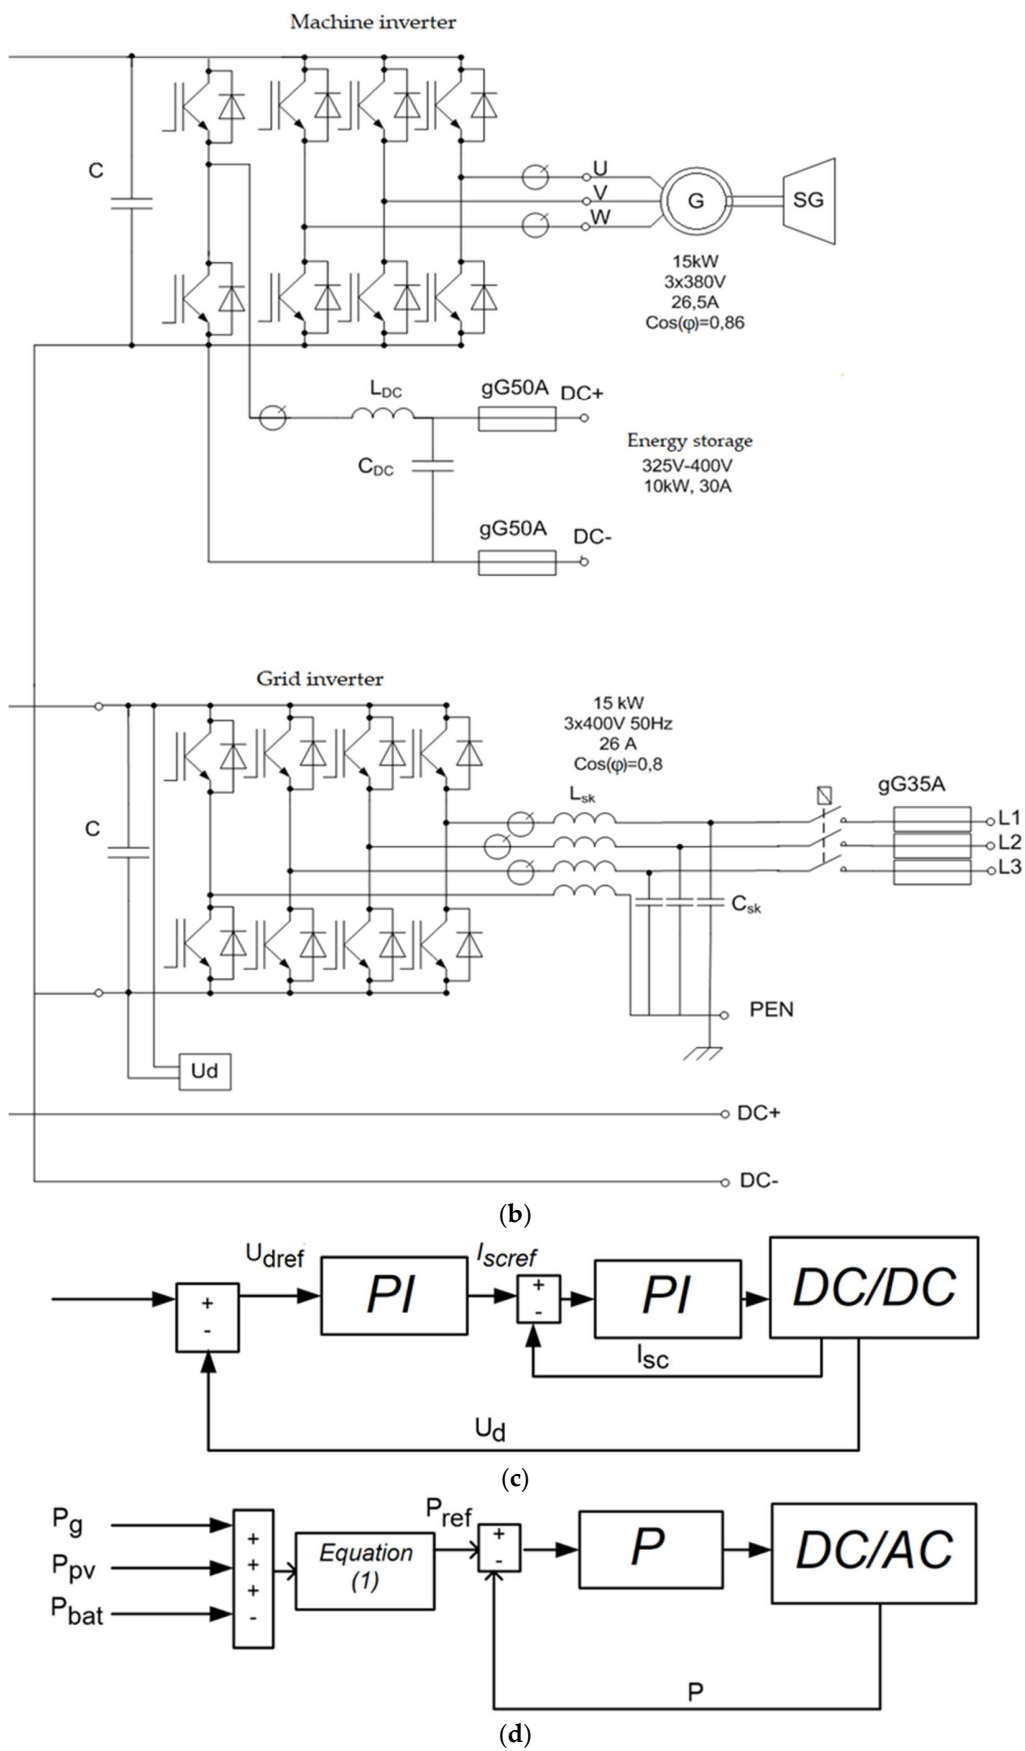 Machine inverter
C
U
V
W
G
SG
15kW
3x380V
26,5A
Cos(φ)=0,86
LDC
gG50A
DC+
CDC
Energy storage
325V-400V
10kW, 30A
gG50A
DC-
Grid inverter
15 kW
3x400V 50Hz
26 A
Cos(φ)=0,8
Lsk
gG35A
L1
L2
L3
C
Csk
PEN
Ud
DC+
DC-
(b)
Udref
Iscref
+
-
PI
+
-
PI
DC/DC
Isc
Ud
(c)
Pg
Ppv
Pbat
+
+
+
-
Equation
(1)
Pref
+
-
P
DC/AC
P
(d)